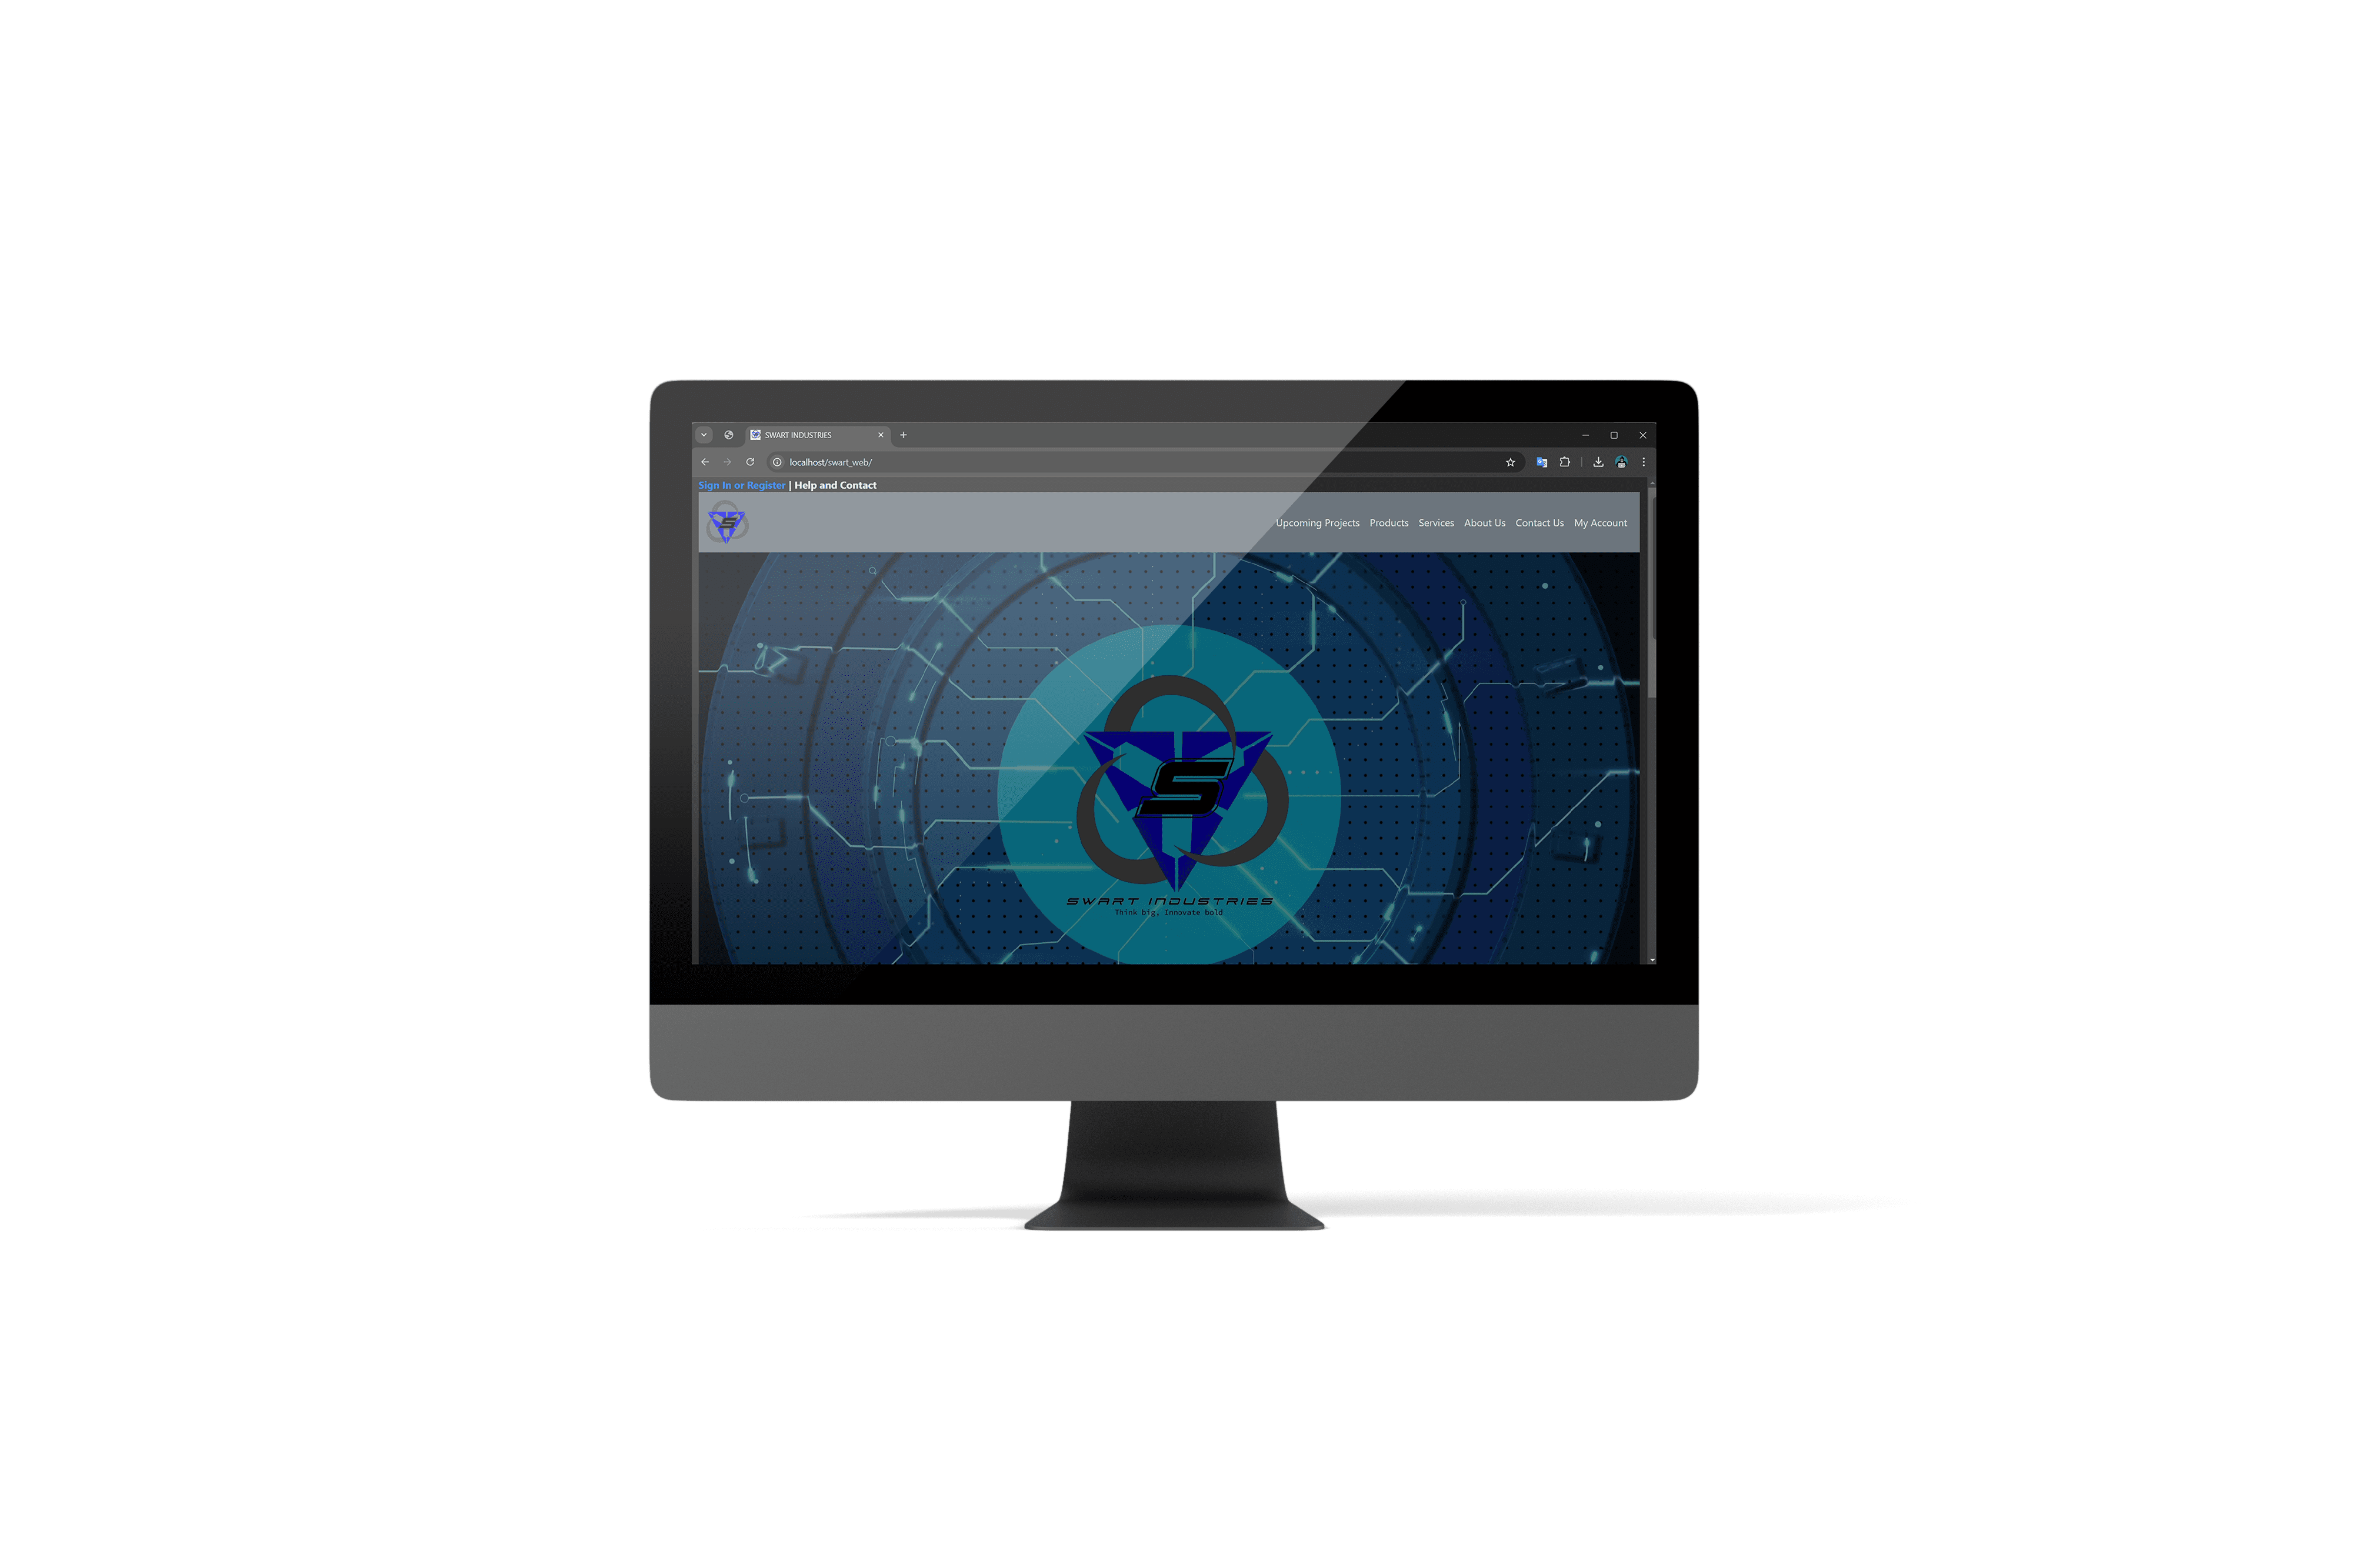 SWART INDUSTRIES
localhost/swart_web/
Sign In or Register | Help and Contact
S
Upcoming Projects Products Services About Us Contact Us My Account
S
SWART INDUSTRIES
Think big, Innovate bold